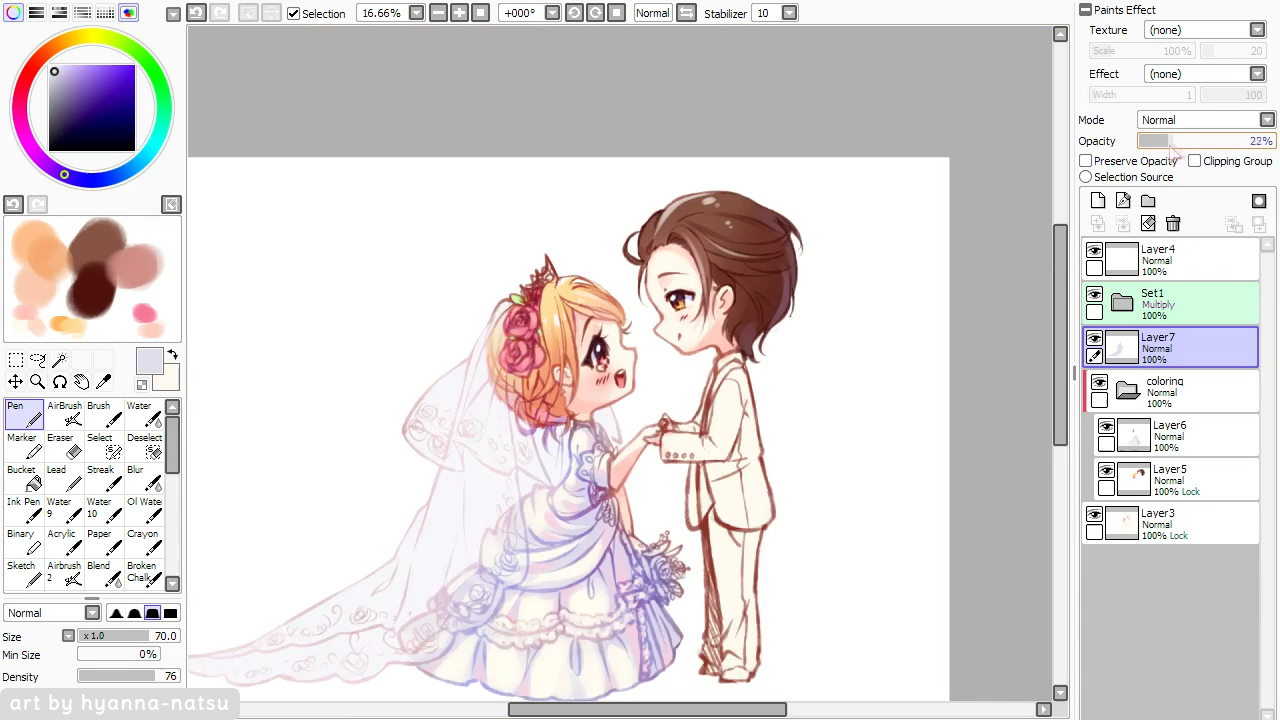 Selection 16.66% +000° Normal Stabilizer 10
Paints Effect
Texture (none)
Scale 100% 20
Effect (none)
Width 1 100
Mode Normal
Opacity 22%
Preserve Opacity Clipping Group
Selection Source
Layer4
Normal
100%
Set1
Multiply
100%
Layer7
Normal
100%
coloring
Normal
100%
Layer6
Normal
100%
Layer5
Normal
100% Lock
Layer3
Normal
100% Lock
Pen AirBrush Brush Water
Marker Eraser Select Deselect
Bucket Lead Streak Blur
Ink Pen Water 9 Water 10 Oil Water
Binary Acrylic Paper Crayon
Sketch Airbrush 2 Blend Broken Chalk
Normal
Size x 1.0 70.0
Min Size 0%
Density 76
art by hyanna-natsu